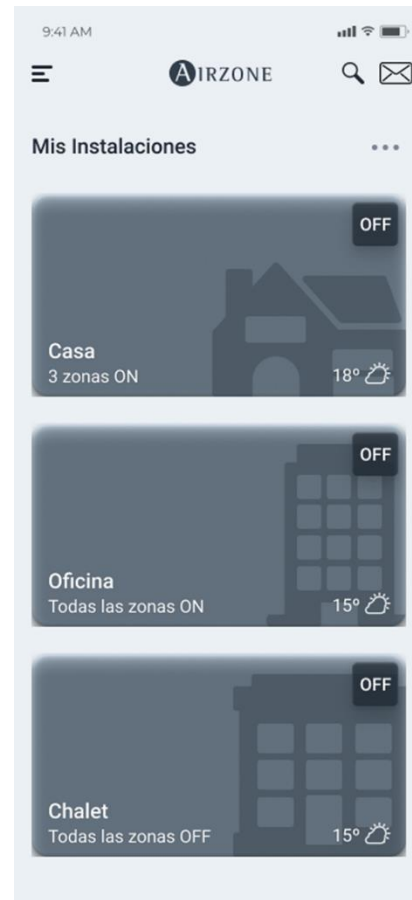 9:41 AM
AIRZONE
Mis Instalaciones
OFF
Casa
3 zonas ON
18º
OFF
Oficina
Todas las zonas ON
15º
OFF
Chalet
Todas las zonas OFF
15º